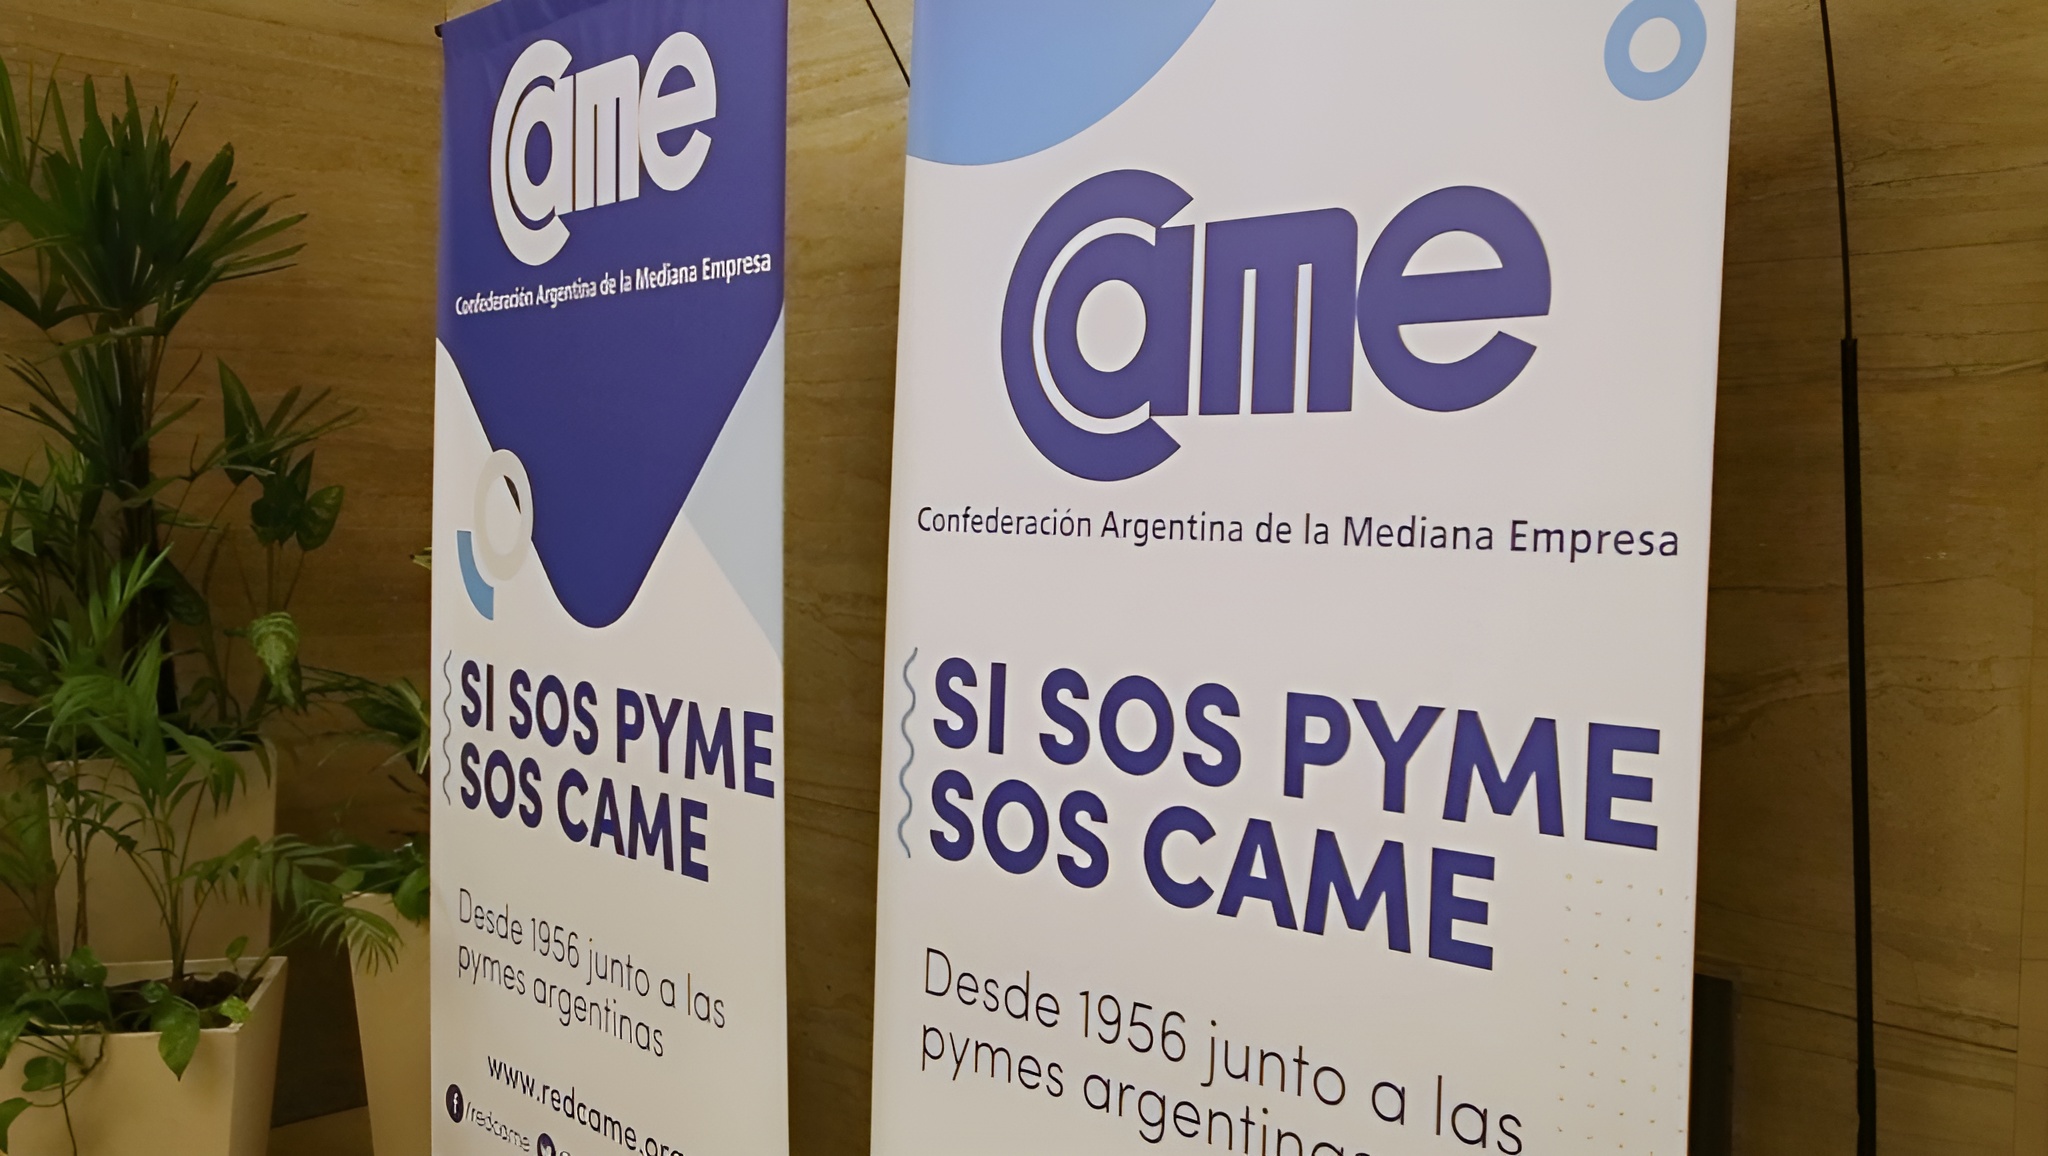 Came
Confederación Argentina de la Mediana Empresa
SI SOS PYME
SOS CAME
Desde 1956 junto a las
pymes argentinas
www.redcame.org
/redcame
Came
Confederación Argentina de la Mediana Empresa
SI SOS PYME
SOS CAME
Desde 1956 junto a las
pymes